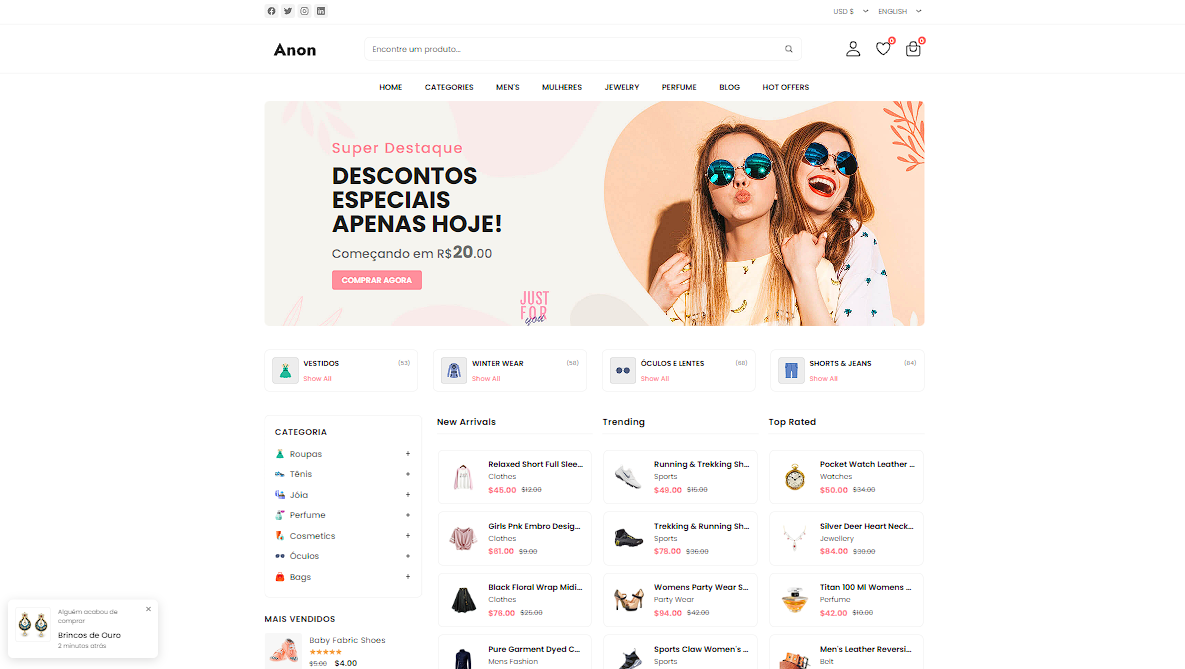 USD $
ENGLISH
Anon
Encontre um produto...
0
0
HOME
CATEGORIES
MEN'S
MULHERES
JEWELRY
PERFUME
BLOG
HOT OFFERS
Super Destaque
DESCONTOS
ESPECIAIS
APENAS HOJE!
Começando em R$20.00
COMPRAR AGORA
JUST
FOR
you
VESTIDOS
(53)
Show All
WINTER WEAR
(58)
Show All
ÓCULOS E LENTES
(68)
Show All
SHORTS & JEANS
(84)
Show All
CATEGORIA
Roupas +
Tênis +
Jóia +
Perfume +
Cosmetics +
Óculos +
Bags +
MAIS VENDIDOS
Baby Fabric Shoes
★★★★★
$5.00 $4.00
New Arrivals
Relaxed Short Full Slee...
Clothes
$45.00 $12.00
Girls Pnk Embro Desig...
Clothes
$61.00 $9.00
Black Floral Wrap Midi...
Clothes
$76.00 $25.00
Pure Garment Dyed C...
Mens Fashion
Trending
Running & Trekking Sh...
Sports
$49.00 $15.00
Trekking & Running Sh...
Sports
$78.00 $36.00
Womens Party Wear S...
Party Wear
$94.00 $42.00
Sports Claw Women's ...
Sports
Top Rated
Pocket Watch Leather ...
Watches
$50.00 $34.00
Silver Deer Heart Neck...
Jewellery
$84.00 $30.00
Titan 100 Ml Womens ...
Perfume
$42.00 $10.00
Men's Leather Reversi...
Belt
Alguém acabou de
comprar
Brincos de Ouro
2 minutos atrás